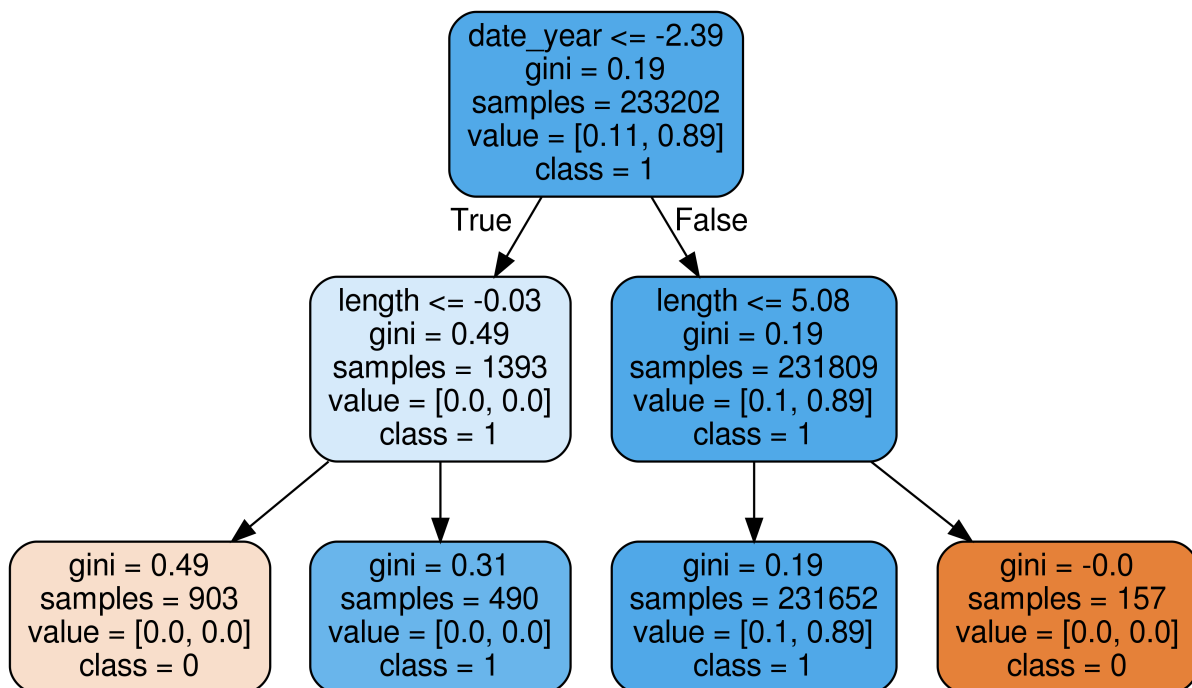 date_year <= -2.39
gini = 0.19
samples = 233202
value = [0.11, 0.89]
class = 1
True
False
length <= -0.03
gini = 0.49
samples = 1393
value = [0.0, 0.0]
class = 1
length <= 5.08
gini = 0.19
samples = 231809
value = [0.1, 0.89]
class = 1
gini = 0.49
samples = 903
value = [0.0, 0.0]
class = 0
gini = 0.31
samples = 490
value = [0.0, 0.0]
class = 1
gini = 0.19
samples = 231652
value = [0.1, 0.89]
class = 1
gini = -0.0
samples = 157
value = [0.0, 0.0]
class = 0